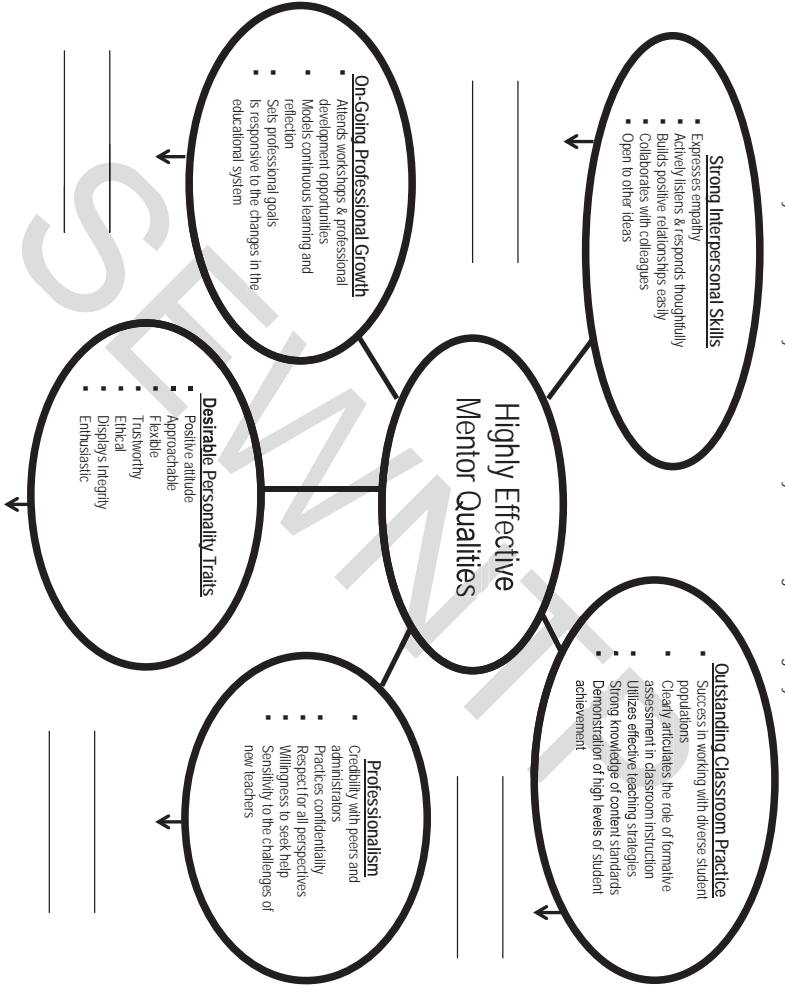 Strong Interpersonal Skills
▪ Expresses empathy
▪ Actively listens & responds thoughtfully
▪ Builds positive relationships easily
▪ Collaborates with colleagues
▪ Open to other ideas
Outstanding Classroom Practice
▪ Success in working with diverse student
populations
▪ Clearly articulates the role of formative
assessment in classroom instruction
▪ Utilizes effective teaching strategies
▪ Strong knowledge of content standards
▪ Demonstration of high levels of student
achievement
Highly Effective
Mentor Qualities
On-Going Professional Growth
▪ Attends workshops & professional
development opportunities
▪ Models continuous learning and
reflection
▪ Sets professional goals
▪ Is responsive to the changes in the
educational system
Professionalism
▪ Credibility with peers and
administrators
▪ Practices confidentiality
▪ Respect for all perspectives
▪ Willingness to seek help
▪ Sensitivity to the challenges of
new teachers
Desirable Personality Traits
▪ Positive attitude
▪ Approachable
▪ Flexible
▪ Trustworthy
▪ Ethical
▪ Displays Integrity
▪ Enthusiastic
SEWNTP